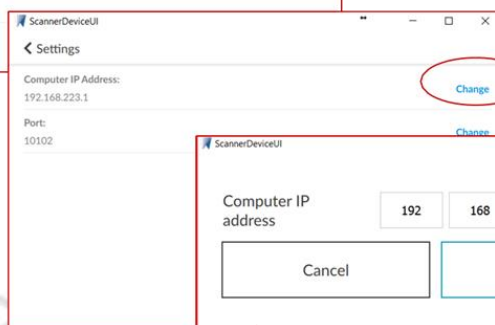 ScannerDeviceUI
Settings
Computer IP Address:
192.168.223.1
Change
Port:
10102
Change
ScannerDeviceUI
Computer IP
address
192 168
Cancel